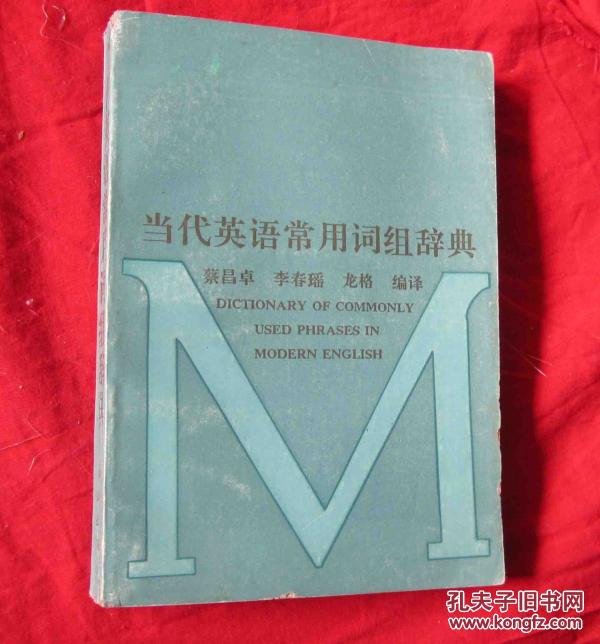 当代英语常用词组辞典
蔡昌卓 李春瑶 龙格 编译
DICTIONARY OF COMMONLY
USED PHRASES IN
MODERN ENGLISH
M
孔夫子旧书网
www.kongfz.com